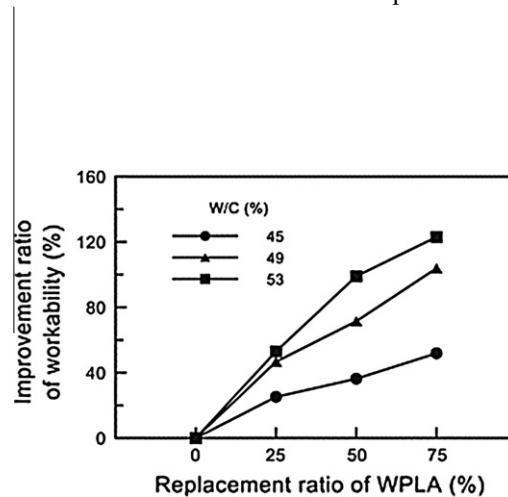 160
120
80
40
0
Improvement ratio
of workability (%)
W/C (%)
45
49
53
0 25 50 75
Replacement ratio of WPLA (%)